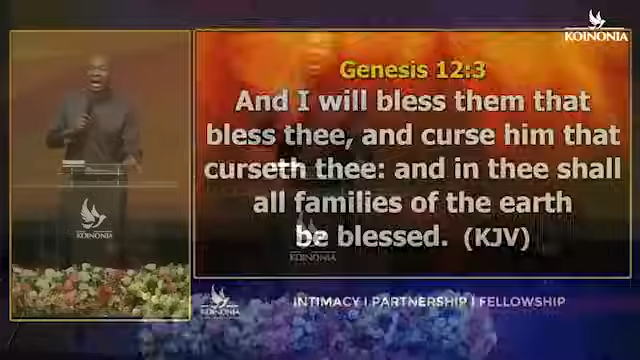 KOINONIA
Genesis 12:3
And I will bless them that
bless thee, and curse him that
curseth thee: and in thee shall
all families of the earth
be blessed. (KJV)
KOINONIA
KOINONIA
KOINONIA
INTIMACY I PARTNERSHIP I FELLOWSHIP